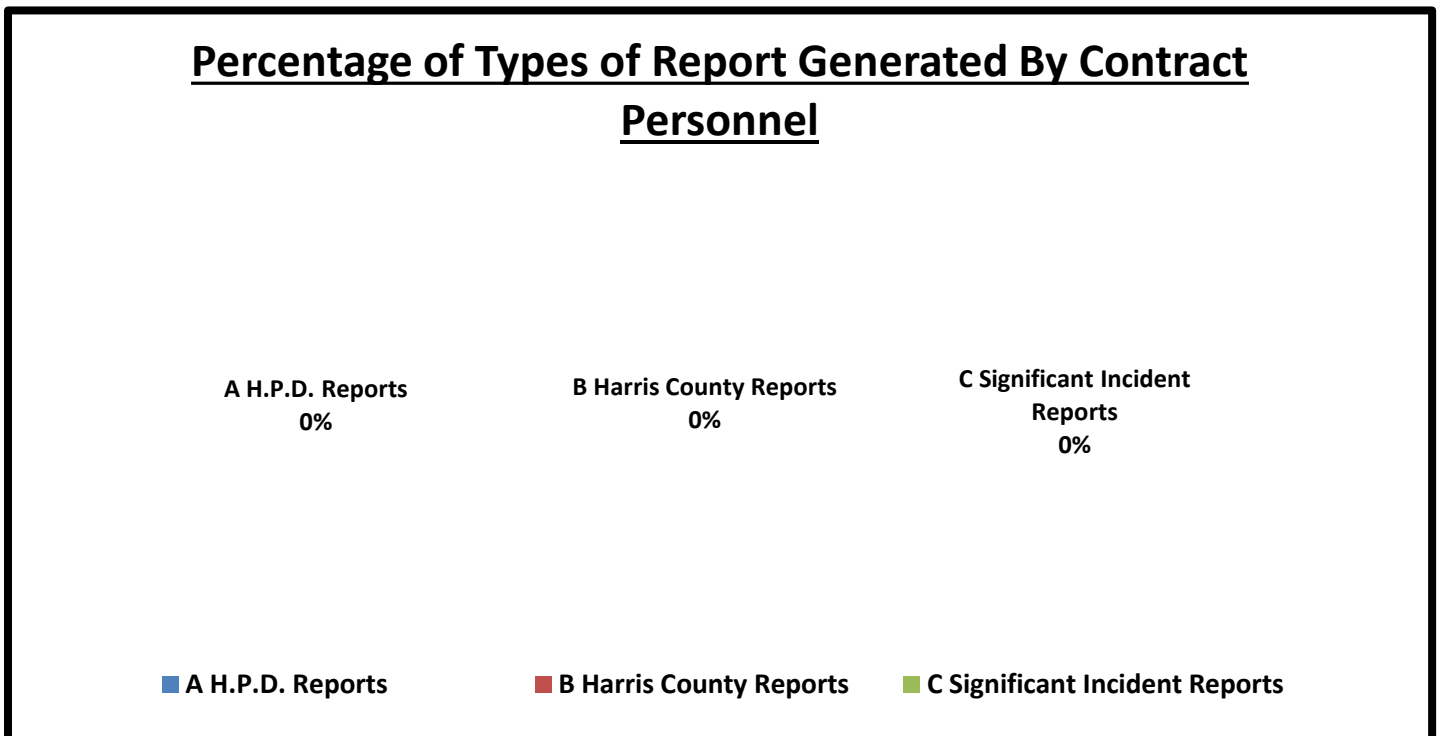 Percentage of Types of Report Generated By Contract
Personnel
A H.P.D. Reports
0%
B Harris County Reports
0%
C Significant Incident
Reports
0%
A H.P.D. Reports
B Harris County Reports
C Significant Incident Reports